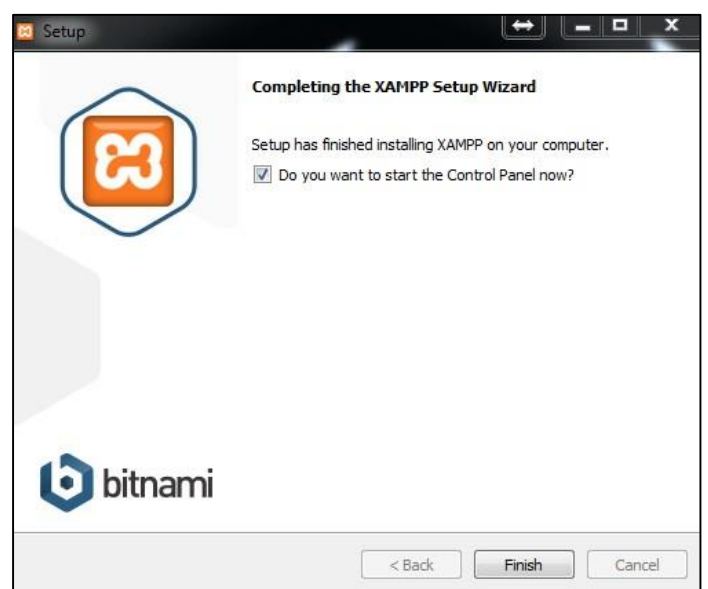 Setup
Completing the XAMPP Setup Wizard
Setup has finished installing XAMPP on your computer.
Do you want to start the Control Panel now?
bitnami
< Back
Finish
Cancel